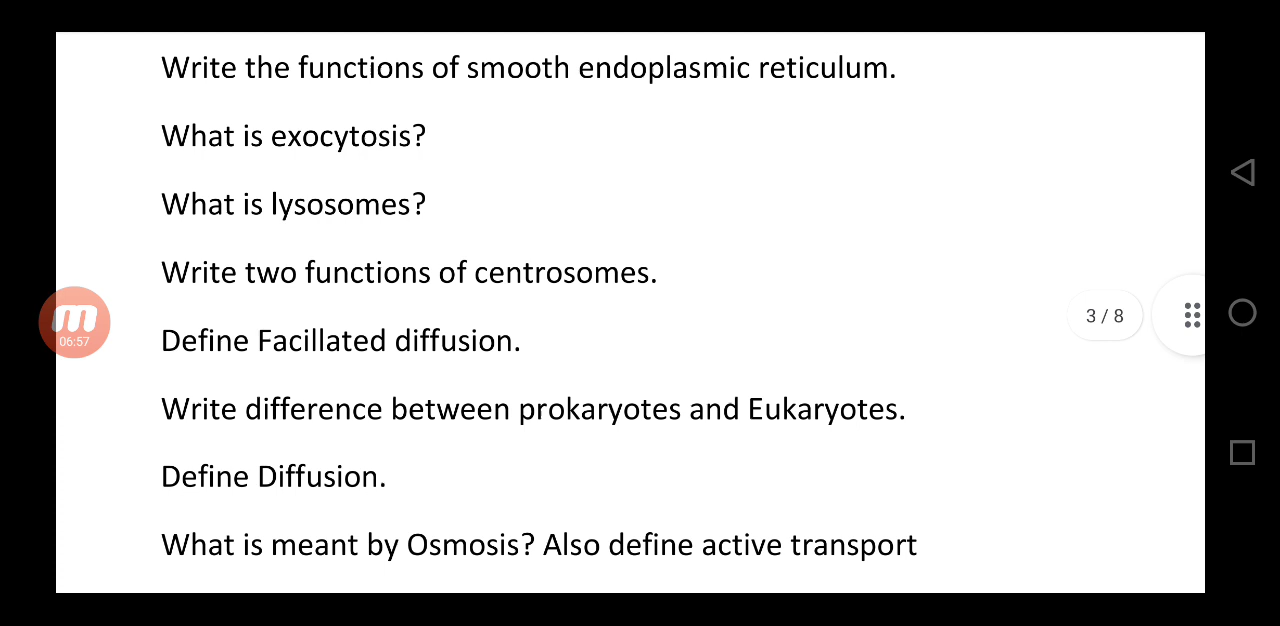 Write the functions of smooth endoplasmic reticulum.
What is exocytosis?
What is lysosomes?
Write two functions of centrosomes.
06:57
3 / 8
Define Facillated diffusion.
Write difference between prokaryotes and Eukaryotes.
Define Diffusion.
What is meant by Osmosis? Also define active transport